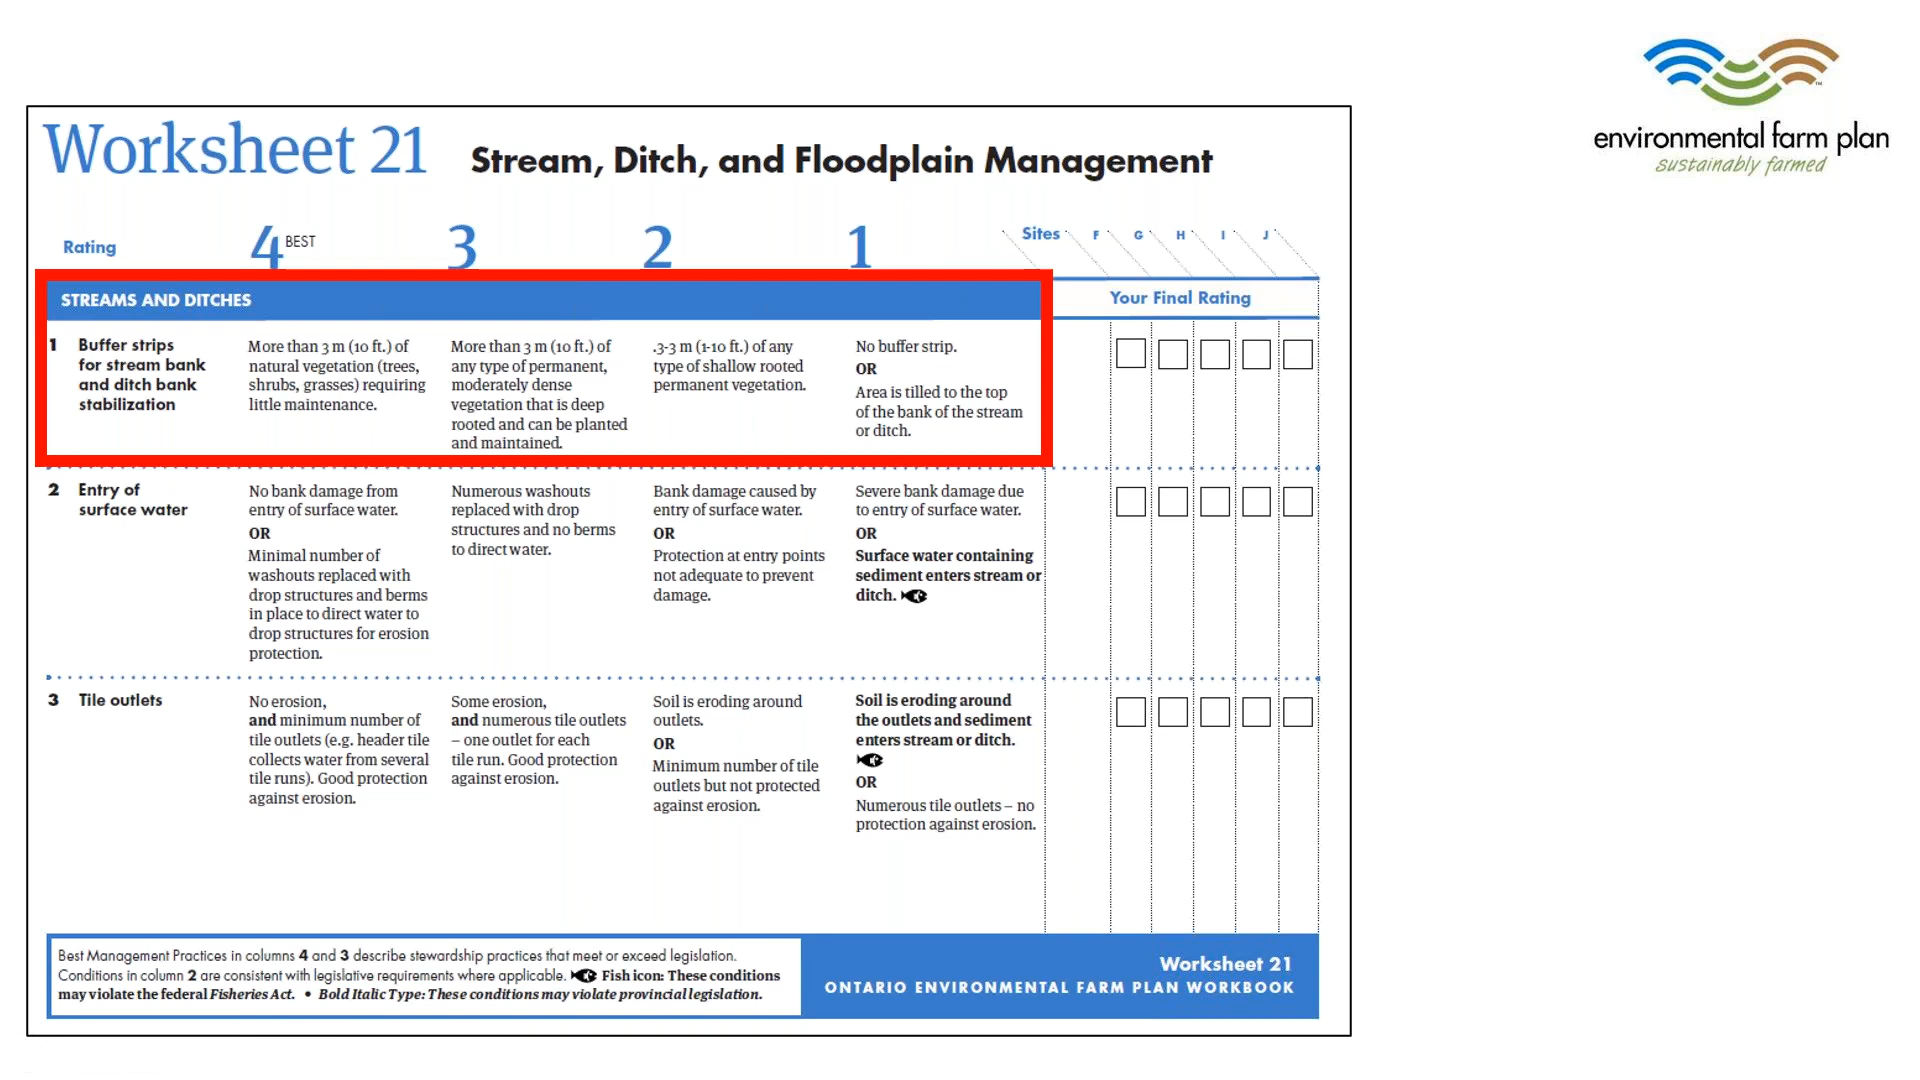 environmental farm plan
sustainably farmed
Worksheet 21 Stream, Ditch, and Floodplain Management
Rating 4 BEST 3 2 1 Sites F G H I J
STREAMS AND DITCHES Your Final Rating
1 Buffer strips
for stream bank
and ditch bank
stabilization
More than 3 m (10 ft.) of
natural vegetation (trees,
shrubs, grasses) requiring
little maintenance.
More than 3 m (10 ft.) of
any type of permanent,
moderately dense
vegetation that is deep
rooted and can be planted
and maintained.
.3-3 m (1-10 ft.) of any
type of shallow rooted
permanent vegetation.
No buffer strip.
OR
Area is tilled to the top
of the bank of the stream
or ditch.
2 Entry of
surface water
No bank damage from
entry of surface water.
OR
Minimal number of
washouts replaced with
drop structures and berms
in place to direct water to
drop structures for erosion
protection.
Numerous washouts
replaced with drop
structures and no berms
to direct water.
Bank damage caused by
entry of surface water.
OR
Protection at entry points
not adequate to prevent
damage.
Severe bank damage due
to entry of surface water.
OR
Surface water containing
sediment enters stream or
ditch.
3 Tile outlets
No erosion,
and minimum number of
tile outlets (e.g. header tile
collects water from several
tile runs). Good protection
against erosion.
Some erosion,
and numerous tile outlets
– one outlet for each
tile run. Good protection
against erosion.
Soil is eroding around
outlets.
OR
Minimum number of tile
outlets but not protected
against erosion.
Soil is eroding around
the outlets and sediment
enters stream or ditch.
OR
Numerous tile outlets – no
protection against erosion.
Best Management Practices in columns 4 and 3 describe stewardship practices that meet or exceed legislation.
Conditions in column 2 are consistent with legislative requirements where applicable. Fish icon: These conditions
may violate the federal Fisheries Act. • Bold Italic Type: These conditions may violate provincial legislation.
Worksheet 21
ONTARIO ENVIRONMENTAL FARM PLAN WORKBOOK